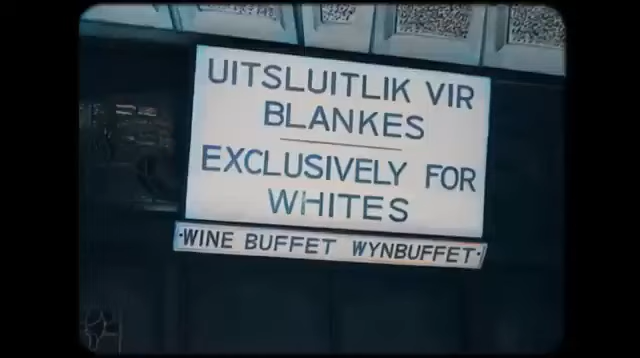 UITSLUITLIK VIR
BLANKES
EXCLUSIVELY FOR
WHITES
·WINE BUFFET WYNBUFFET·